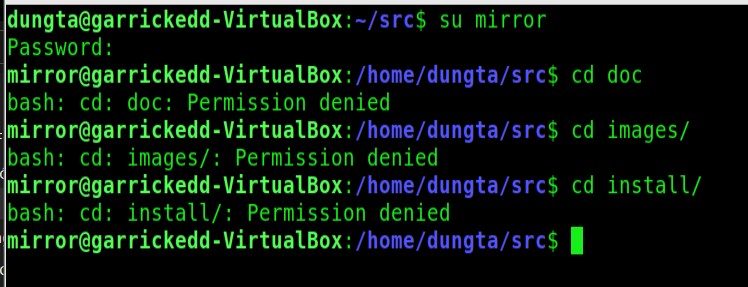 dungta@garrickedd-VirtualBox:~/src$ su mirror
Password:
mirror@garrickedd-VirtualBox:/home/dungta/src$ cd doc
bash: cd: doc: Permission denied
mirror@garrickedd-VirtualBox:/home/dungta/src$ cd images/
bash: cd: images/: Permission denied
mirror@garrickedd-VirtualBox:/home/dungta/src$ cd install/
bash: cd: install/: Permission denied
mirror@garrickedd-VirtualBox:/home/dungta/src$